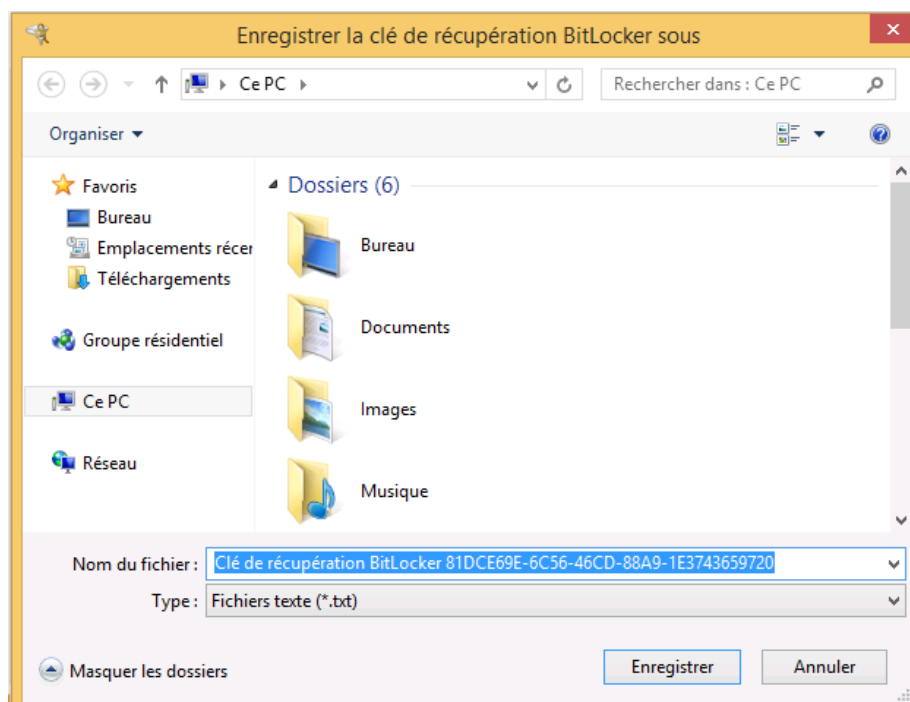 Enregistrer la clé de récupération BitLocker sous
Ce PC
Rechercher dans : Ce PC
Organiser
Favoris
Bureau
Emplacements récer
Téléchargements
Groupe résidentiel
Ce PC
Réseau
Dossiers (6)
Bureau
Documents
Images
Musique
Nom du fichier : Clé de récupération BitLocker 81DCE69E-6C56-46CD-88A9-1E3743659720
Type : Fichiers texte (*.txt)
Masquer les dossiers
Enregistrer
Annuler